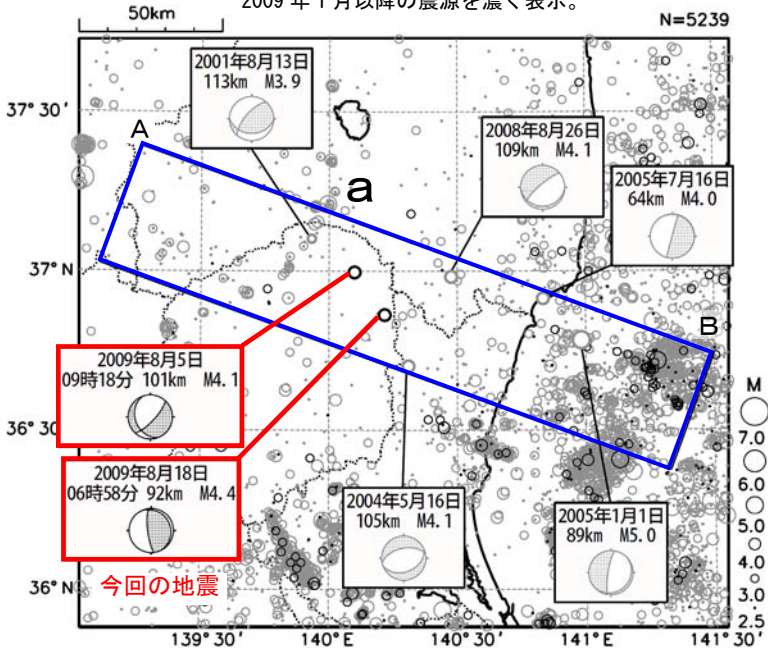 2009 年 1 月以降の震源を濃く表示。
50km
N=5239
2001年8月13日
113km M3.9
37° 30′
A
2008年8月26日
109km M4.1
a
2005年7月16日
64km M4.0
37° N
B
2009年8月5日
09時18分 101km M4.1
M
7.0
6.0
5.0
4.0
3.0
2.5
36° 30′
2009年8月18日
06時58分 92km M4.4
2004年5月16日
105km M4.1
2005年1月1日
89km M5.0
今回の地震
36° N
139° 30′
140° E
140° 30′
141° E
141° 30′